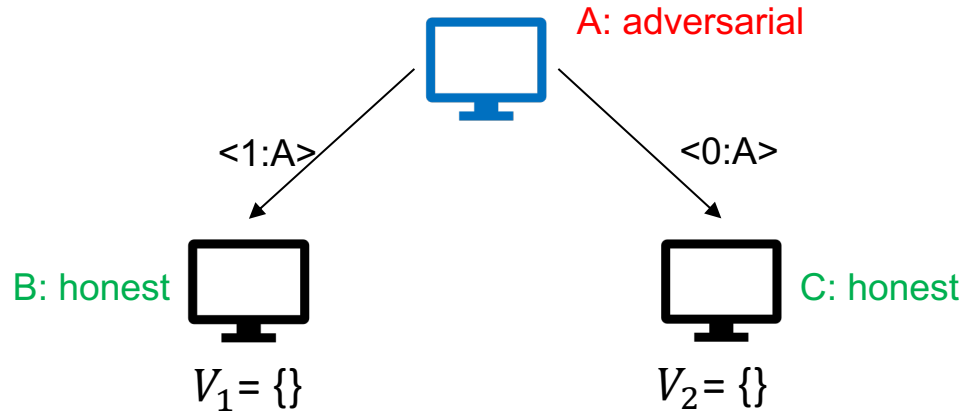 A: adversarial
<1:A>
<0:A>
B: honest
C: honest
V₁ = {}
V₂ = {}